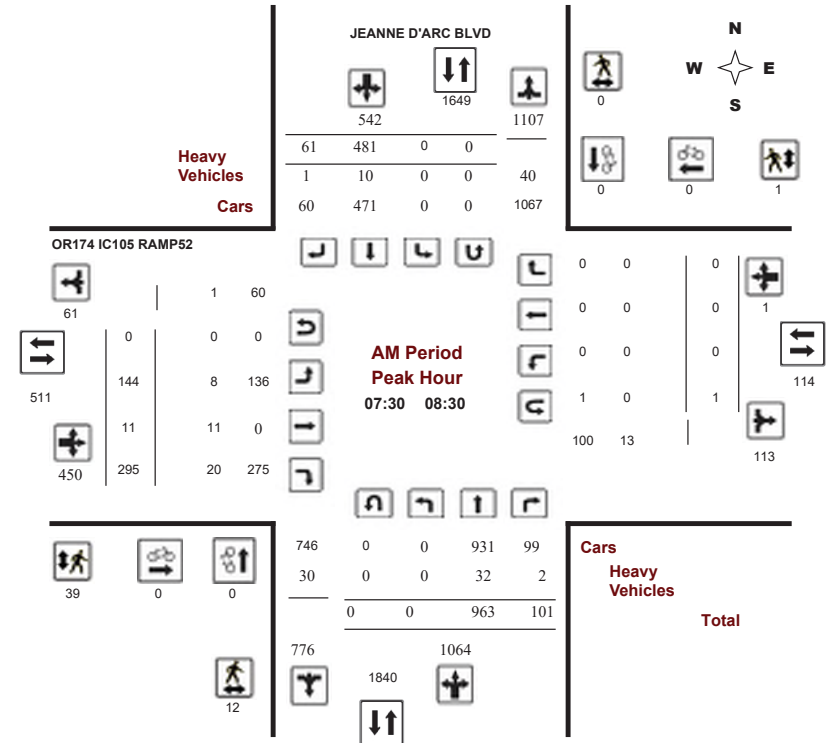 JEANNE D'ARC BLVD
N
W E
S
1649
0
542 1107
61 481 0 0
Heavy
Vehicles
1 10 0 0 40
Cars
60 471 0 0 1067
0 0 1
OR174 IC105 RAMP52
61
1 60
0 0 0
511
144 8 136
11 11 0
450
295 20 275
AM Period
Peak Hour
07:30 08:30
0 0 0
0 0 0
1
0 0 0
114
1 0 1
100 13
113
746 0 0 931 99
30 0 0 32 2
0 0 963 101
776 1064
1840
Cars
Heavy
Vehicles
Total
39 0 0
12